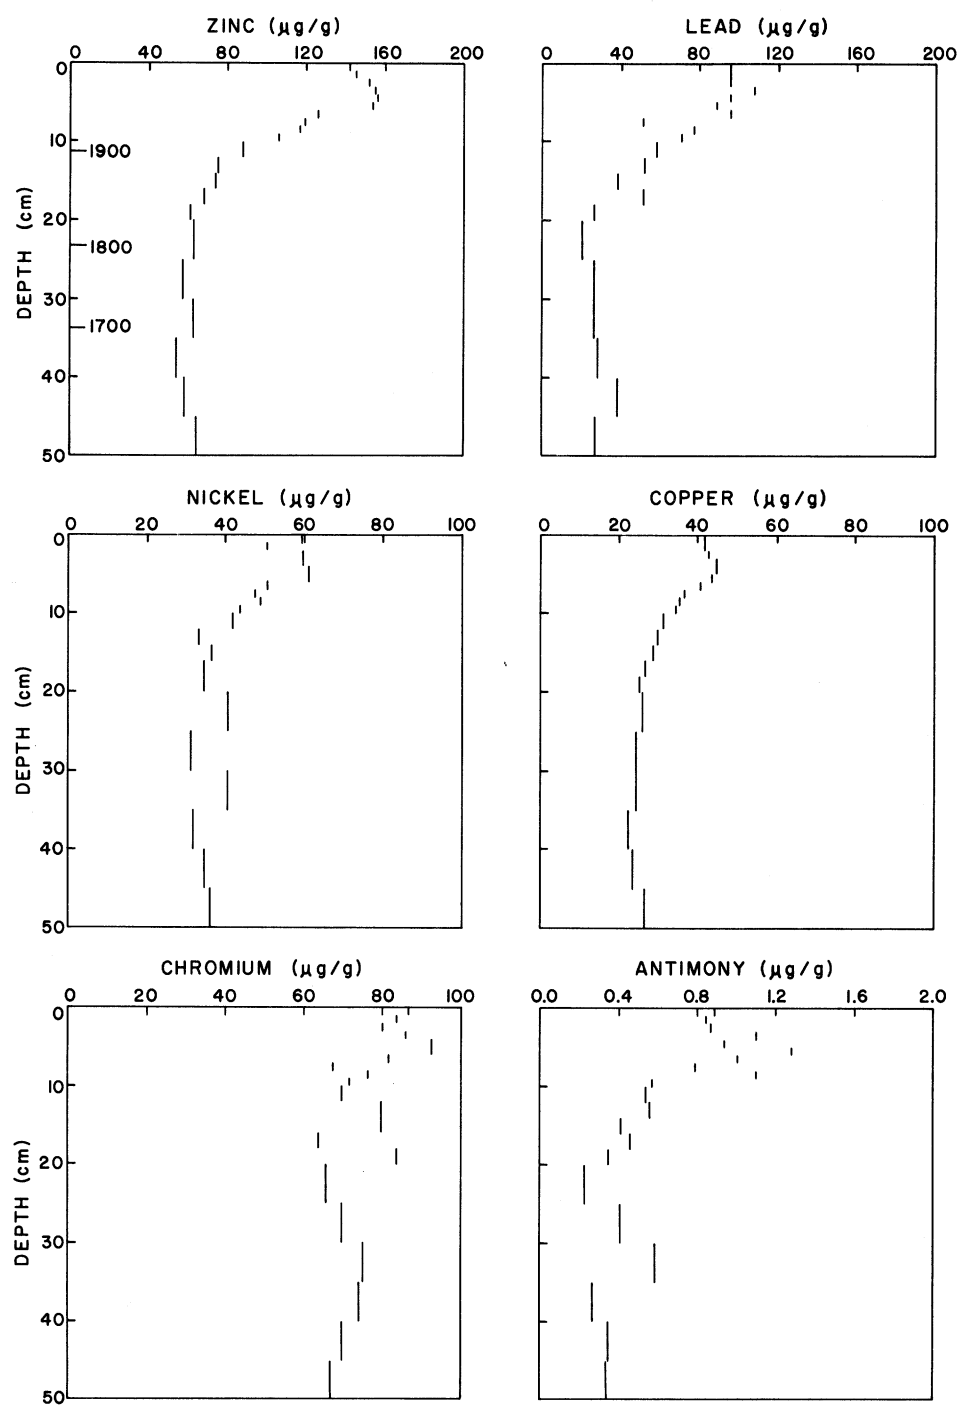 ZINC (μg/g) LEAD (μg/g)
0 40 80 120 160 200 0 40 80 120 160 200
0
10
1900
20
1800
30
1700
40
50
DEPTH (cm)
NICKEL (μg/g) COPPER (μg/g)
0 20 40 60 80 100 0 20 40 60 80 100
0
10
20
30
40
50
DEPTH (cm)
CHROMIUM (μg/g) ANTIMONY (μg/g)
0 20 40 60 80 100 0.0 0.4 0.8 1.2 1.6 2.0
0
10
20
30
40
50
DEPTH (cm)